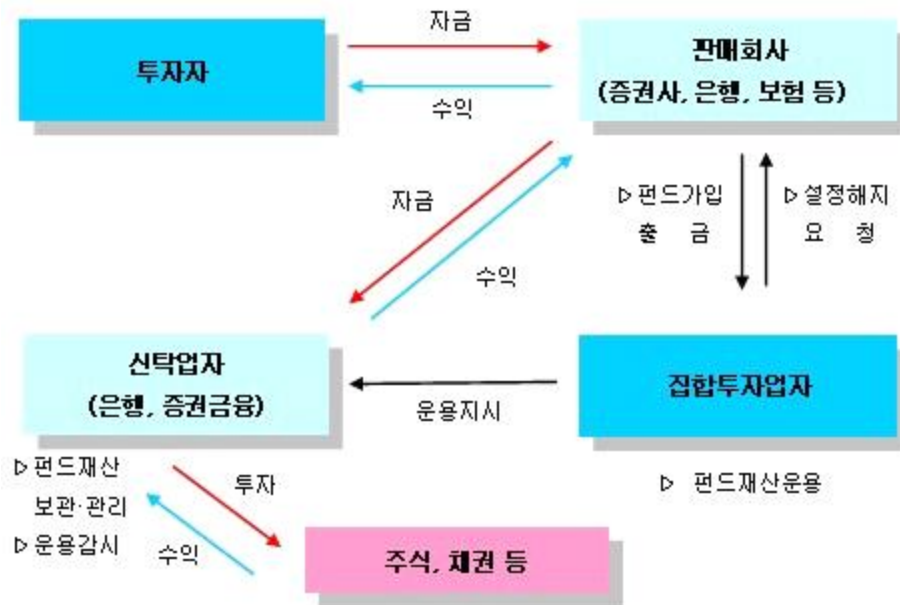 자금
투자자
판매회사
(증권사, 은행, 보험 등)
수익
자금
▷펀드가입
출 금
▷설정해지
요 청
수익
신탁업자
(은행, 증권금융)
집합투자업자
운용지시
▷펀드재산
보관·관리
▷운용감시
투자
수익
▷ 펀드재산운용
주식, 채권 등